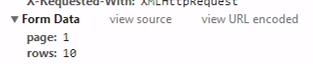 X-Requested-With: XMLHttpRequest
▼ Form Data view source view URL encoded
page: 1
rows: 10